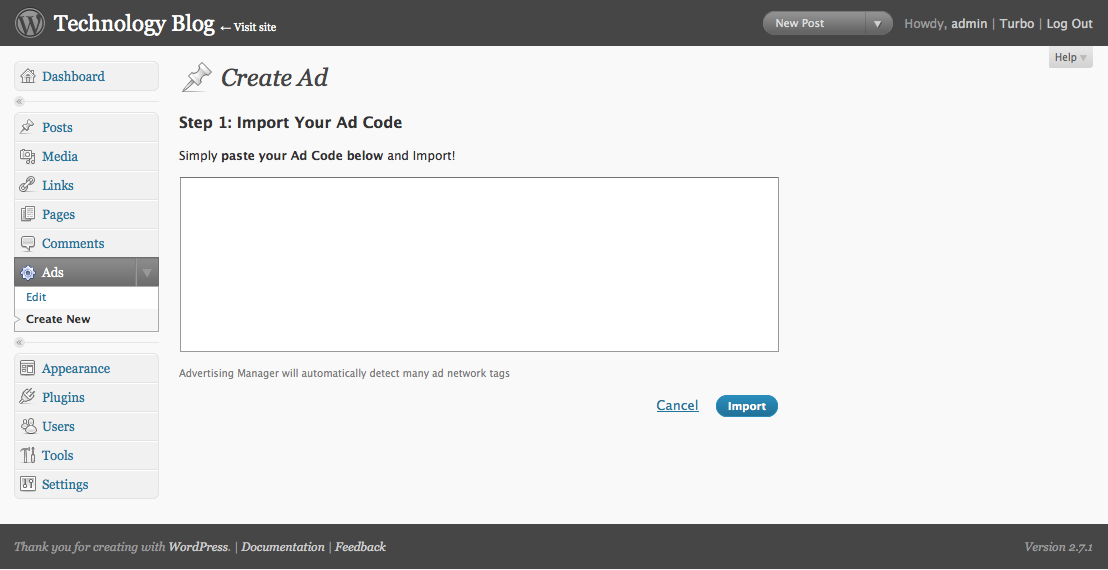 Technology Blog ← Visit site
New Post
Howdy, admin | Turbo | Log Out
Help
Dashboard
Posts
Media
Links
Pages
Comments
Ads
Edit
Create New
Appearance
Plugins
Users
Tools
Settings
Create Ad
Step 1: Import Your Ad Code
Simply paste your Ad Code below and Import!
Advertising Manager will automatically detect many ad network tags
Cancel
Import
Thank you for creating with WordPress. | Documentation | Feedback
Version 2.7.1